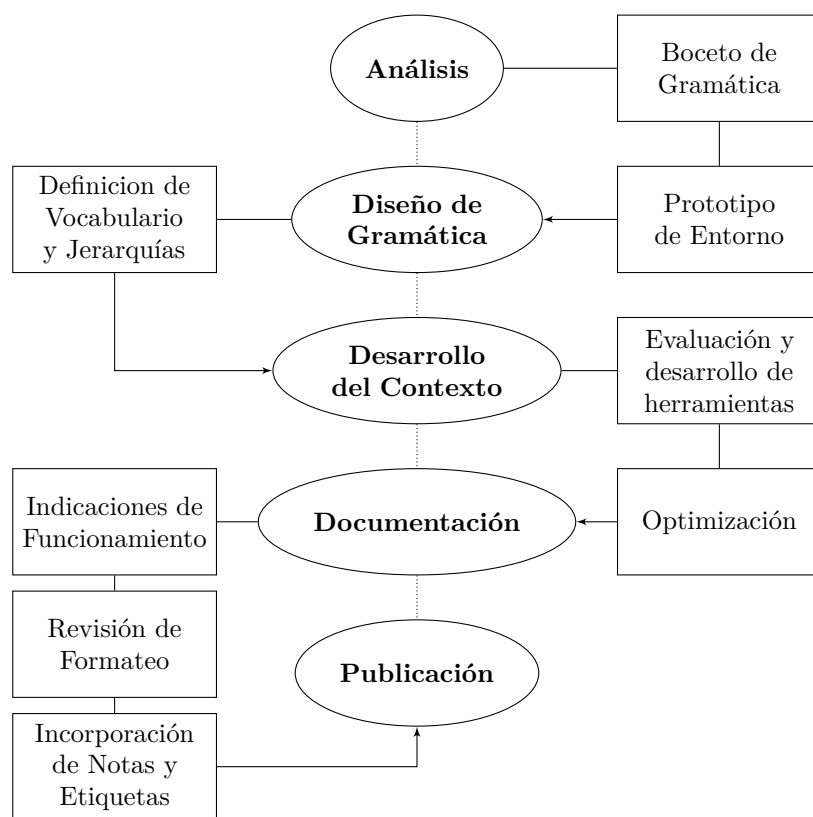 Análisis
Boceto de
Gramática
Definicion de
Vocabulario
y Jerarquías
Diseño de
Gramática
Prototipo
de Entorno
Desarrollo
del Contexto
Evaluación y
desarrollo de
herramientas
Indicaciones de
Funcionamiento
Documentación
Optimización
Revisión de
Formateo
Publicación
Incorporación
de Notas y
Etiquetas